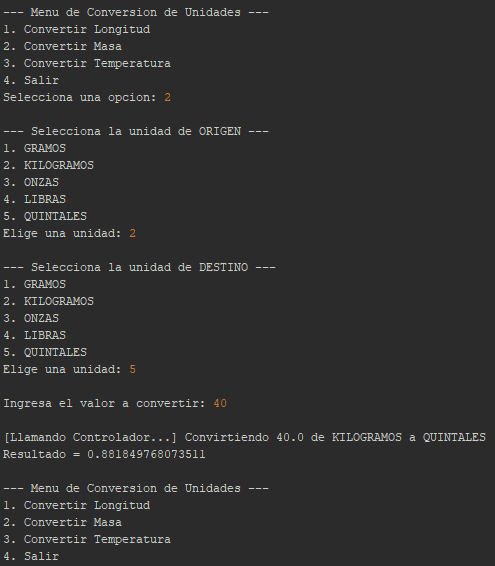 --- Menu de Conversion de Unidades ---
1. Convertir Longitud
2. Convertir Masa
3. Convertir Temperatura
4. Salir
Selecciona una opcion: 2
--- Selecciona la unidad de ORIGEN ---
1. GRAMOS
2. KILOGRAMOS
3. ONZAS
4. LIBRAS
5. QUINTALES
Elige una unidad: 2
--- Selecciona la unidad de DESTINO ---
1. GRAMOS
2. KILOGRAMOS
3. ONZAS
4. LIBRAS
5. QUINTALES
Elige una unidad: 5
Ingresa el valor a convertir: 40
[Llamando Controlador...] Convirtiendo 40.0 de KILOGRAMOS a QUINTALES
Resultado = 0.881849768073511
--- Menu de Conversion de Unidades ---
1. Convertir Longitud
2. Convertir Masa
3. Convertir Temperatura
4. Salir